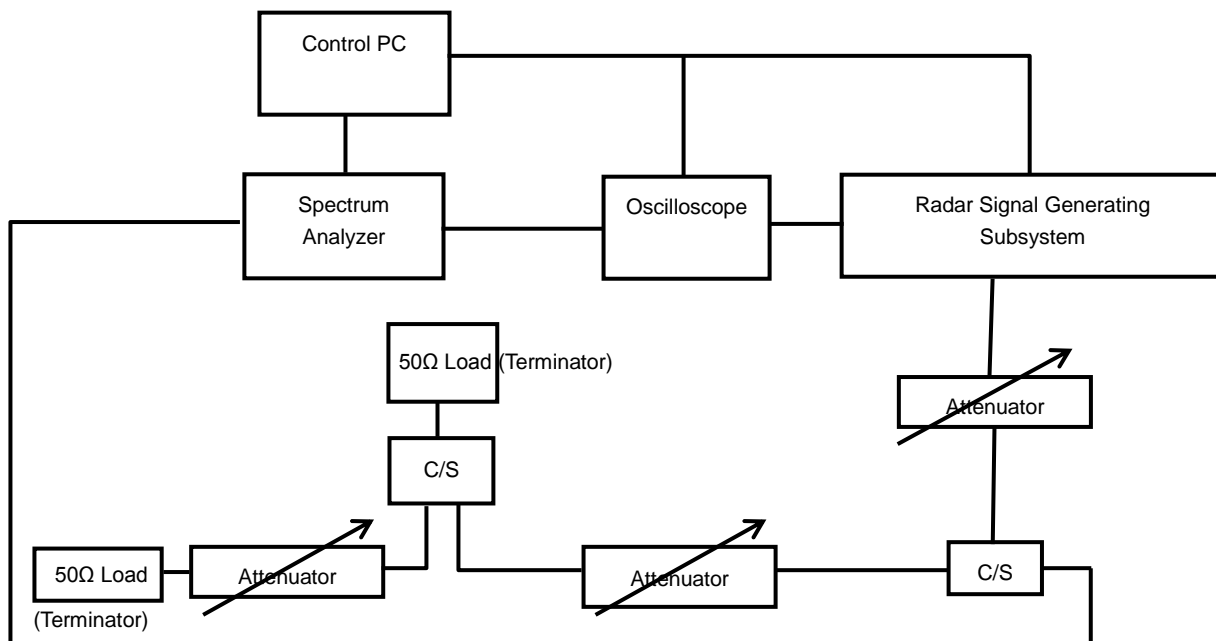 Control PC
Spectrum
Analyzer
Oscilloscope
Radar Signal Generating
Subsystem
50Ω Load (Terminator)
Attenuator
C/S
50Ω Load
(Terminator)
Attenuator
Attenuator
C/S